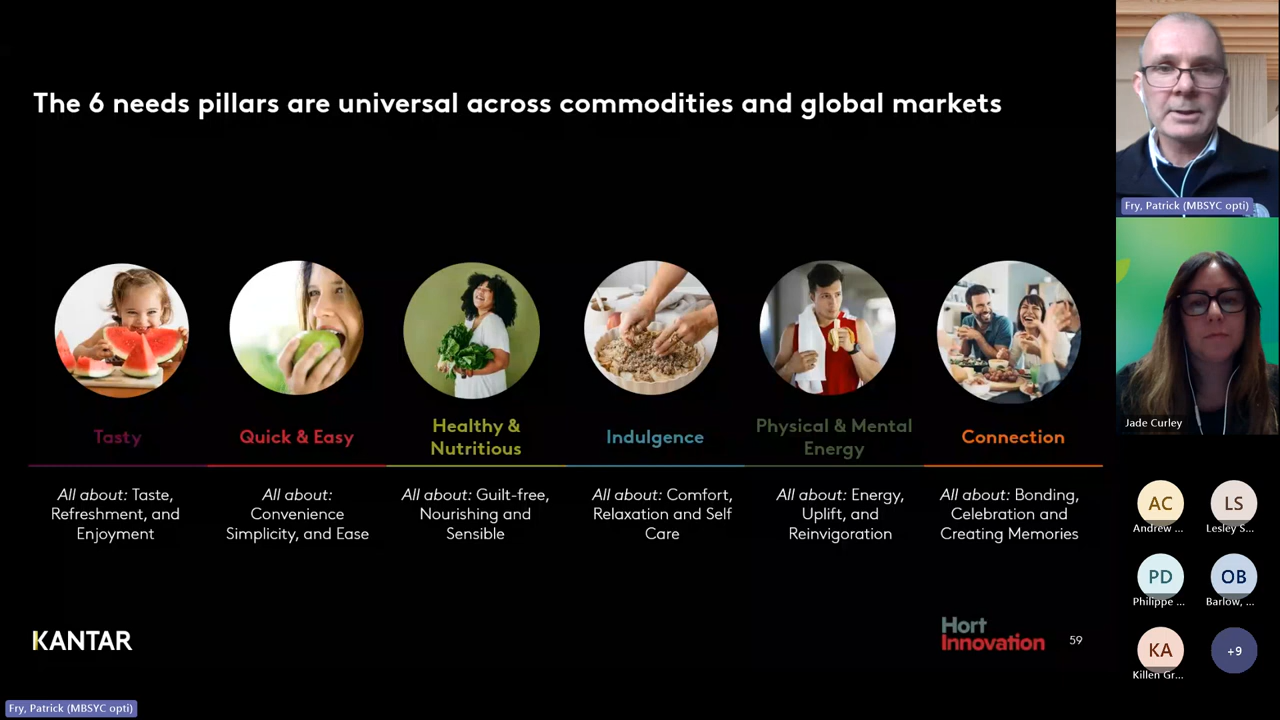 The 6 needs pillars are universal across commodities and global markets
Tasty
All about: Taste,
Refreshment, and
Enjoyment
Quick & Easy
All about:
Convenience
Simplicity, and Ease
Healthy &
Nutritious
All about: Guilt-free,
Nourishing and
Sensible
Indulgence
All about: Comfort,
Relaxation and Self
Care
Physical & Mental
Energy
All about: Energy,
Uplift, and
Reinvigoration
Connection
All about: Bonding,
Celebration and
Creating Memories
KANTAR
Hort
Innovation
59
Fry, Patrick (MBSYC opti)
Fry, Patrick (MBSYC opti)
Jade Curley
AC
Andrew ...
LS
Lesley S...
PD
Philippe ...
OB
Barlow, ...
KA
Killen Gr...
+9